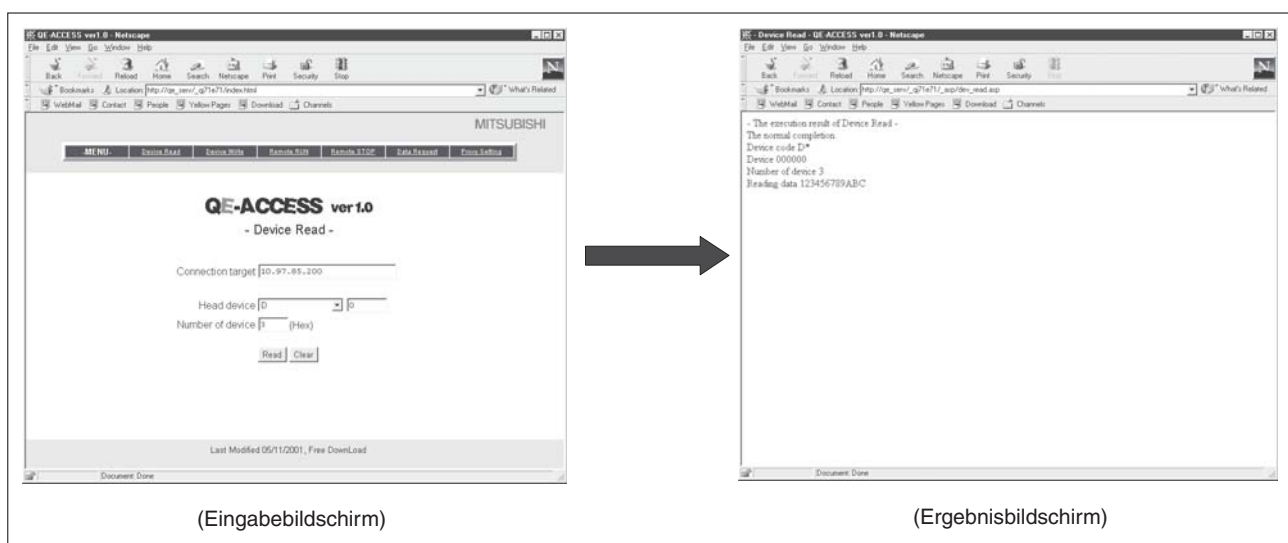 QE-ACCESS ver1.0 - Netscape
File Edit View Go Window Help
Back Forward Reload Home Search Netscape Print Security Stop
Bookmarks Location: http://qe_serv/_qj71e71/index.html What's Related
WebMail Contact People Yellow Pages Download Channels
MITSUBISHI
-MENU- Device Read Device Write Remote RUN Remote STOP Data Request Proxy Setting
QE-ACCESS ver 1.0
- Device Read -
Connection target 10.97.85.200
Head device D 0
Number of device 3 (Hex)
Read Clear
Last Modified 05/11/2001, Free DownLoad
Document: Done
(Eingabebildschirm)
- Device Read - QE-ACCESS ver1.0 - Netscape
File Edit View Go Window Help
Back Forward Reload Home Search Netscape Print Security Stop
Bookmarks Location: http://qe_serv/_qj71e71/_asp/dev_read.asp What's Related
WebMail Contact People Yellow Pages Download Channels
- The execution result of Device Read -
The normal completion.
Device code D*
Device 000000
Number of device 3
Reading data 123456789ABC
Document: Done
(Ergebnisbildschirm)